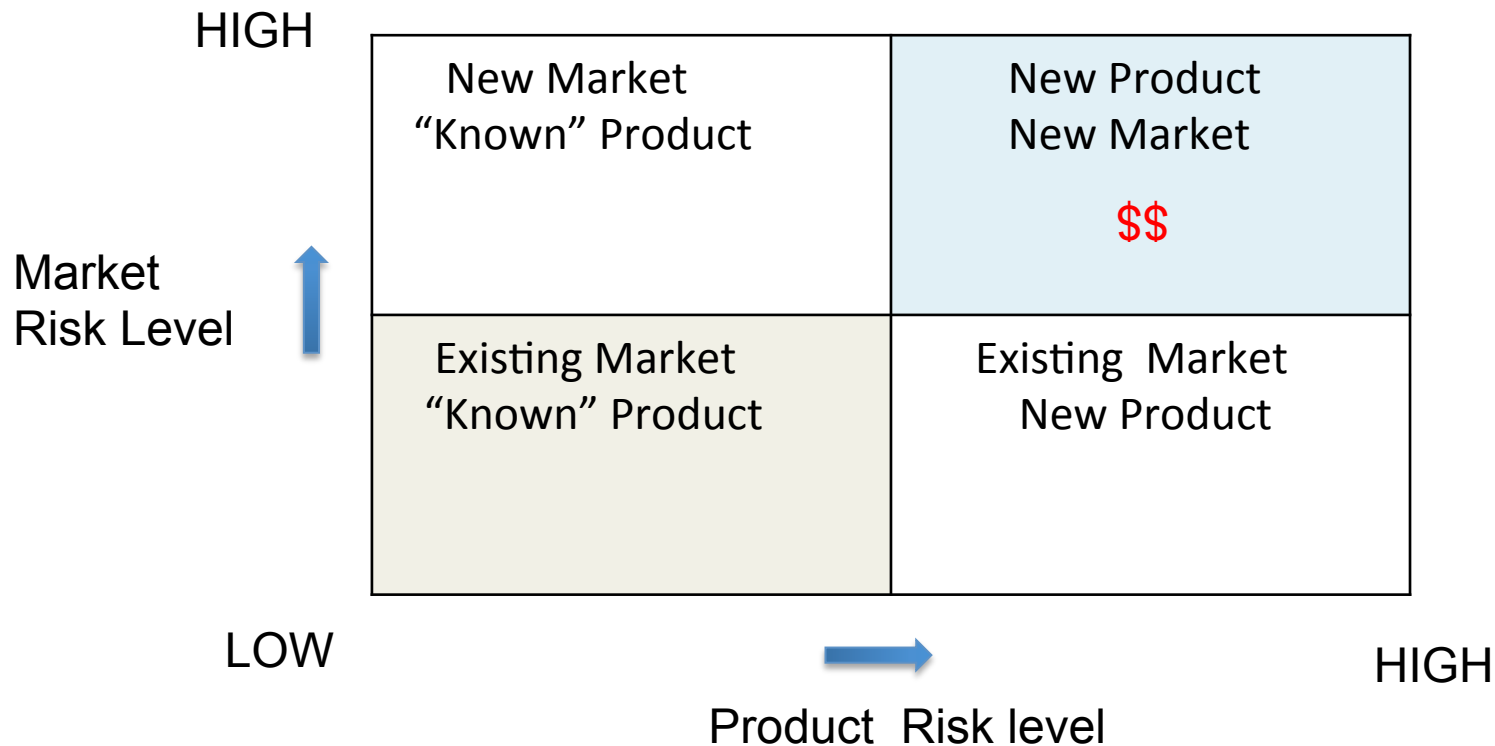 HIGH
New Market
“Known” Product
New Product
New Market
$$
Market
Risk Level
Existing Market
“Known” Product
Existing Market
New Product
LOW
HIGH
Product Risk level